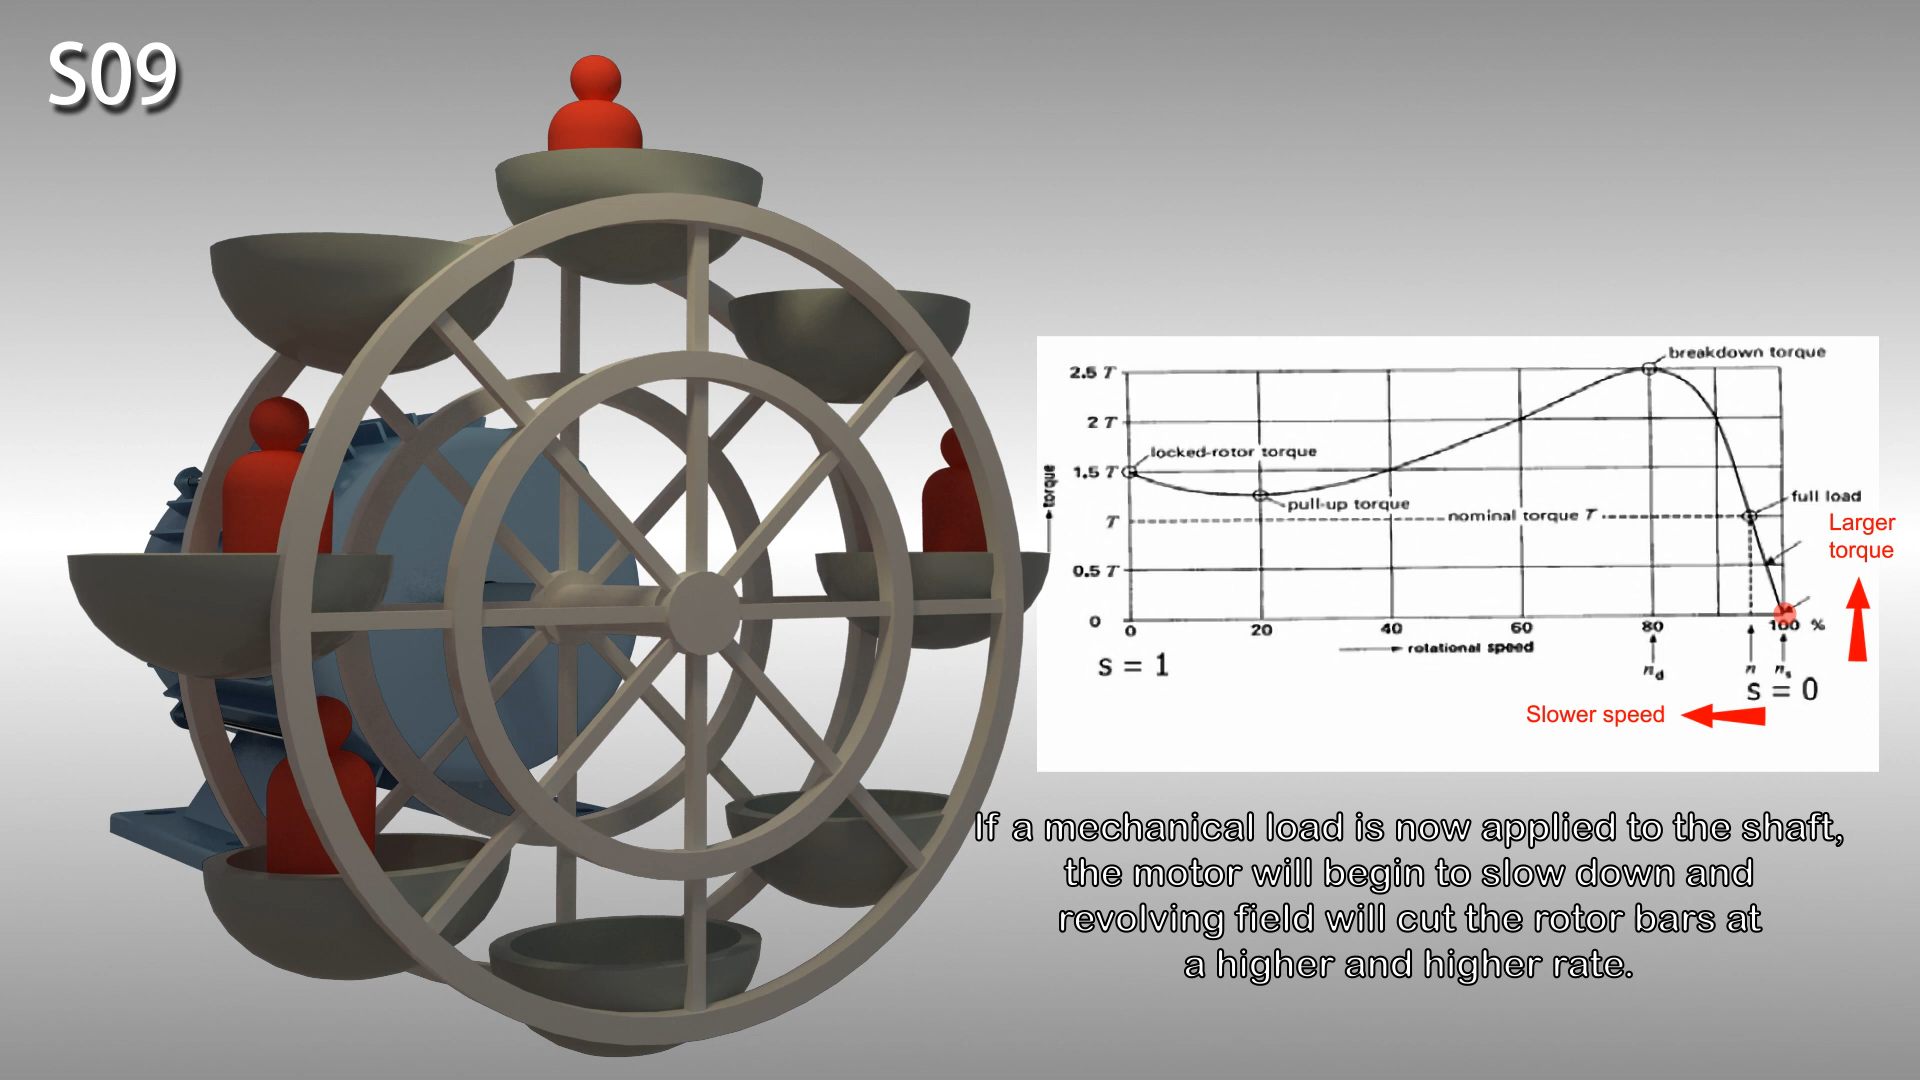 S09
breakdown torque
2.5 T
2 T
locked-rotor torque
1.5 T
torque
pull-up torque
full load
nominal torque T
T
Larger
torque
0.5 T
0
0 20 40 60 80 100 %
rotational speed
s = 1
nd n ns
s = 0
Slower speed
If a mechanical load is now applied to the shaft,
the motor will begin to slow down and
revolving field will cut the rotor bars at
a higher and higher rate.